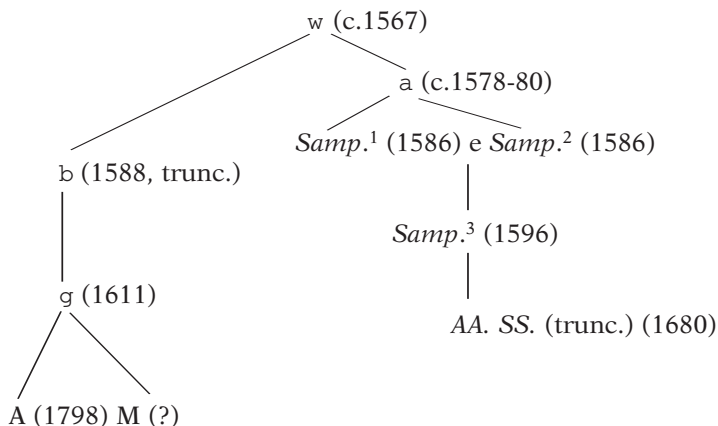 w (c.1567)
a (c.1578-80)
Samp.¹ (1586) e Samp.² (1586)
b (1588, trunc.)
Samp.³ (1596)
g (1611)
AA. SS. (trunc.) (1680)
A (1798) M (?)